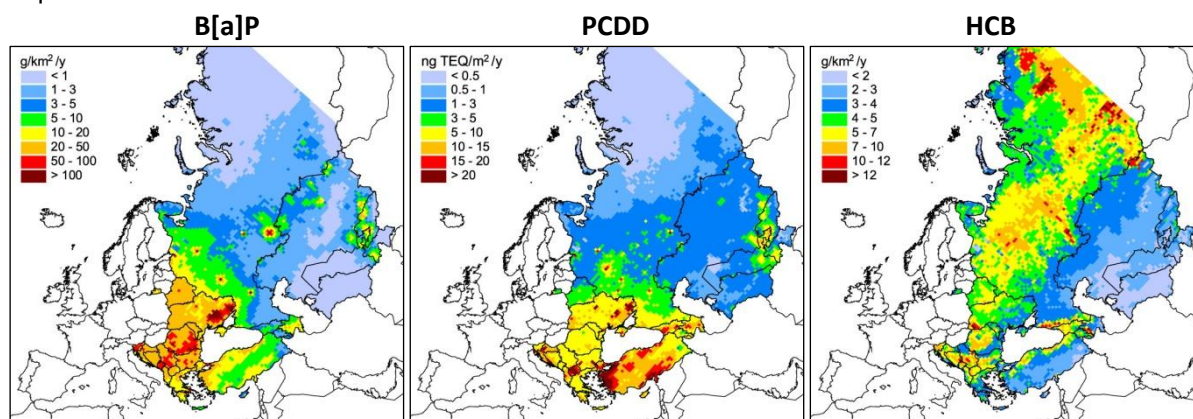 B[a]P
PCDD
HCB
g/km²/y
< 1
1 - 3
3 - 5
5 - 10
10 - 20
20 - 50
50 - 100
> 100
ng TEQ/m²/y
< 0.5
0.5 - 1
1 - 3
3 - 5
5 - 10
10 - 15
15 - 20
> 20
g/km²/y
< 2
2 - 3
3 - 4
4 - 5
5 - 7
7 - 10
10 - 12
> 12